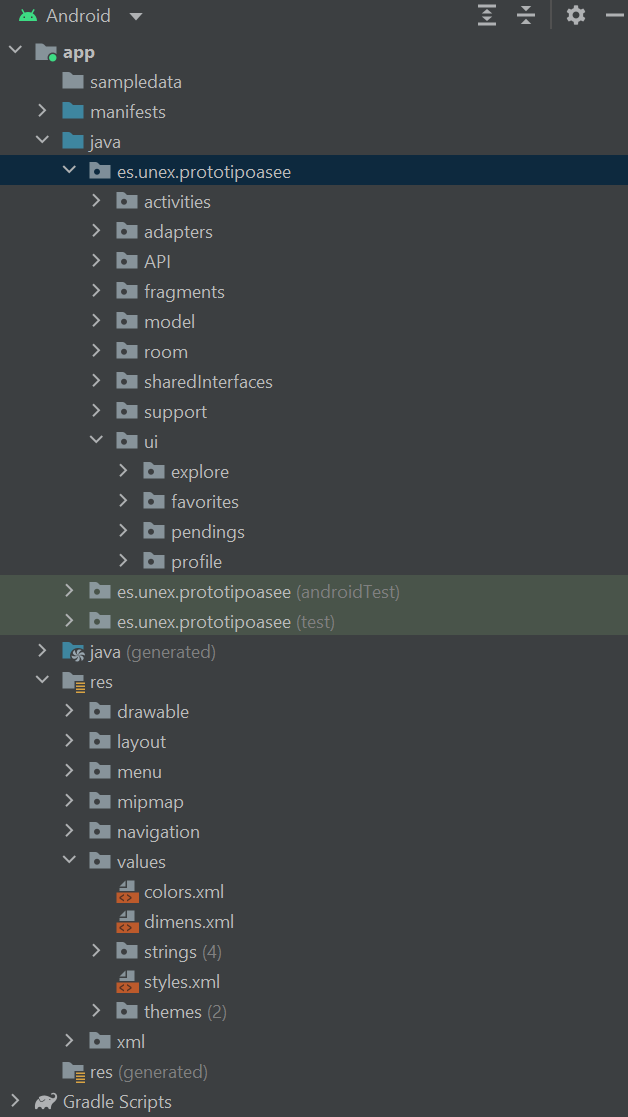 Android
app
sampledata
manifests
java
es.unex.prototipoasee
activities
adapters
API
fragments
model
room
sharedInterfaces
support
ui
explore
favorites
pendings
profile
es.unex.prototipoasee (androidTest)
es.unex.prototipoasee (test)
java (generated)
res
drawable
layout
menu
mipmap
navigation
values
colors.xml
dimens.xml
strings (4)
styles.xml
themes (2)
xml
res (generated)
Gradle Scripts